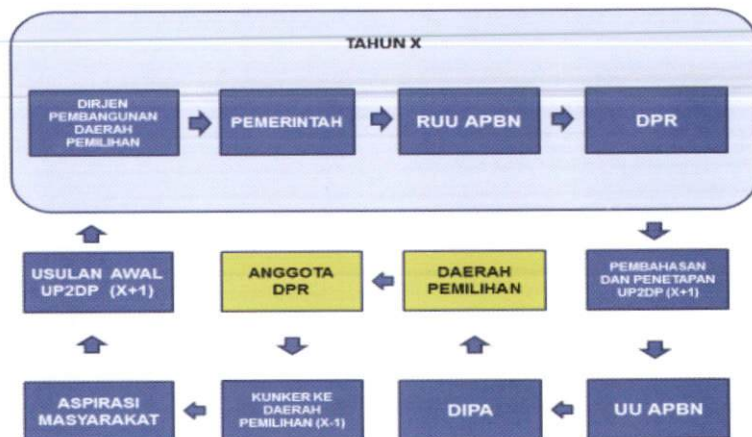 TAHUN X
DIRJEN
PEMBANGUNAN
DAERAH
PEMILIHAN
PEMERINTAH
RUU APBN
DPR
USULAN AWAL
UP2DP (X+1)
ANGGOTA
DPR
DAERAH
PEMILIHAN
PEMBAHASAN
DAN PENETAPAN
UP2DP (X+1)
ASPIRASI
MASYARAKAT
KUNKER KE
DAERAH
PEMILIHAN (X-1)
DIPA
UU APBN